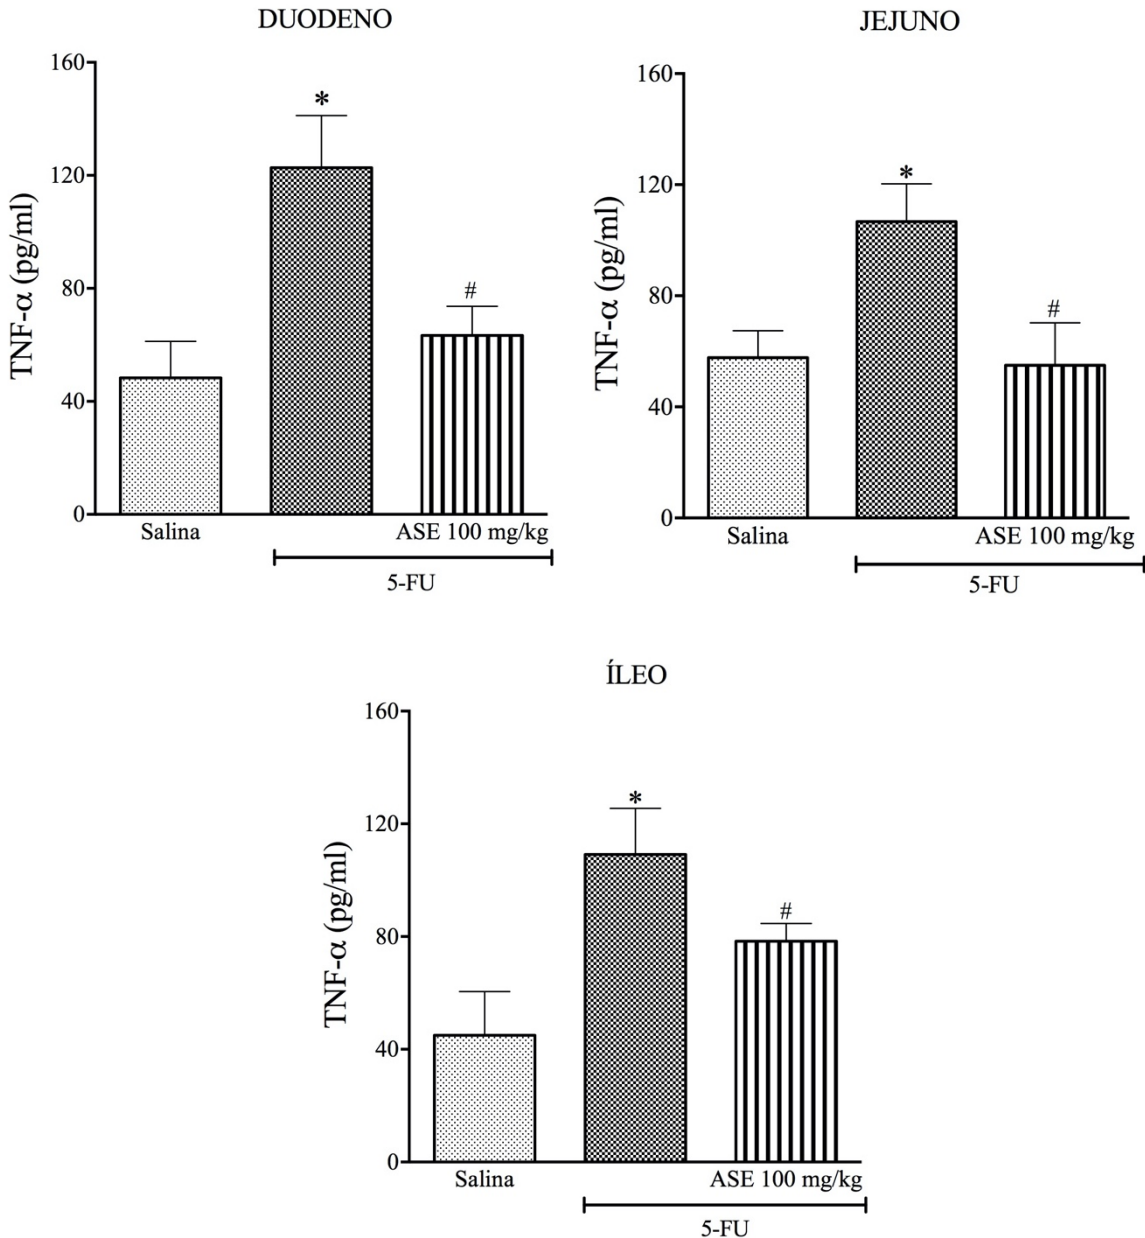 DUODENO
160
120
80
40
0
TNF-α (pg/ml)
*
#
Salina
ASE 100 mg/kg
5-FU
JEJUNO
160
120
80
40
0
TNF-α (pg/ml)
*
#
Salina
ASE 100 mg/kg
5-FU
ÍLEO
160
120
80
40
0
TNF-α (pg/ml)
*
#
Salina
ASE 100 mg/kg
5-FU